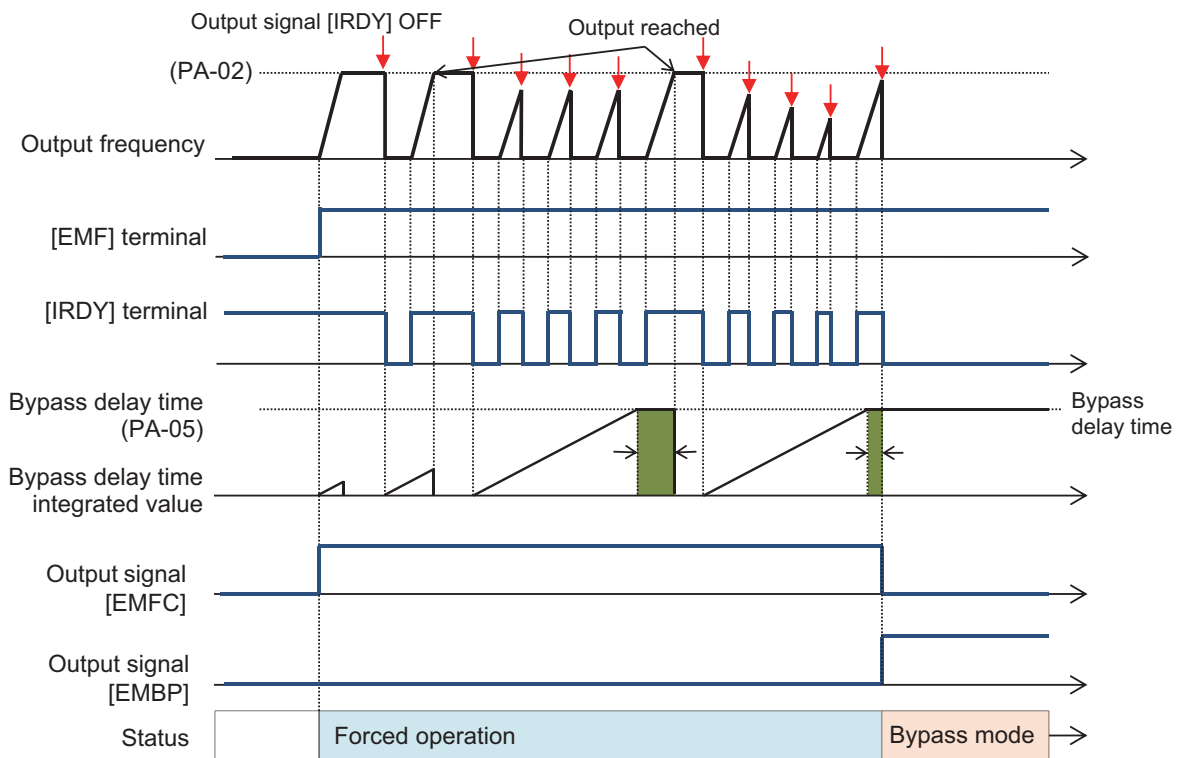 Output signal [IRDY] OFF
Output reached
(PA-02)
Output frequency
[EMF] terminal
[IRDY] terminal
Bypass delay time
(PA-05)
Bypass
delay time
Bypass delay time
integrated value
Output signal
[EMFC]
Output signal
[EMBP]
Status
Forced operation
Bypass mode